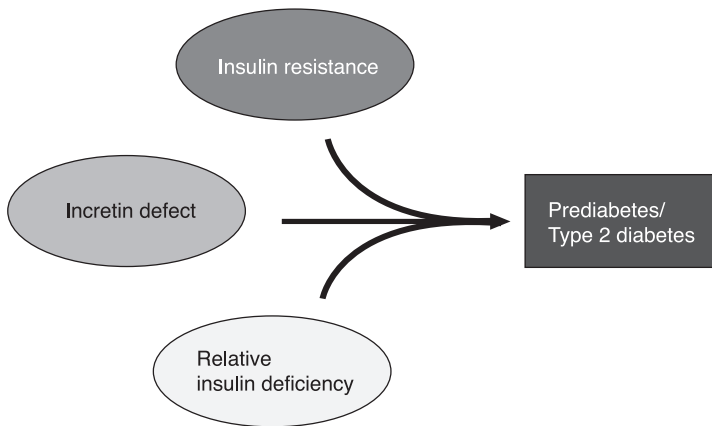 Insulin resistance
Incretin defect
Prediabetes/
Type 2 diabetes
Relative
insulin deficiency